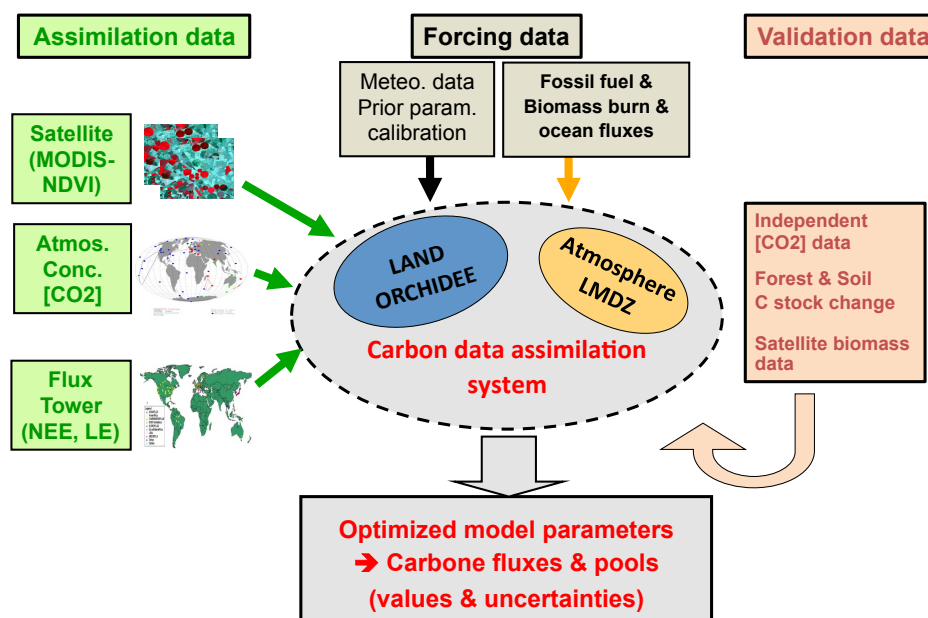 Assimilation data
Forcing data
Validation data
Meteo. data
Prior param.
calibration
Fossil fuel &
Biomass burn &
ocean fluxes
Satellite
(MODIS-
NDVI)
Atmos.
Conc.
[CO2]
Flux
Tower
(NEE, LE)
LAND
ORCHIDEE
Atmosphere
LMDZ
Carbon data assimilation
system
Independent
[CO2] data
Forest & Soil
C stock change
Satellite biomass
data
Optimized model parameters
➔ Carbone fluxes & pools
(values & uncertainties)